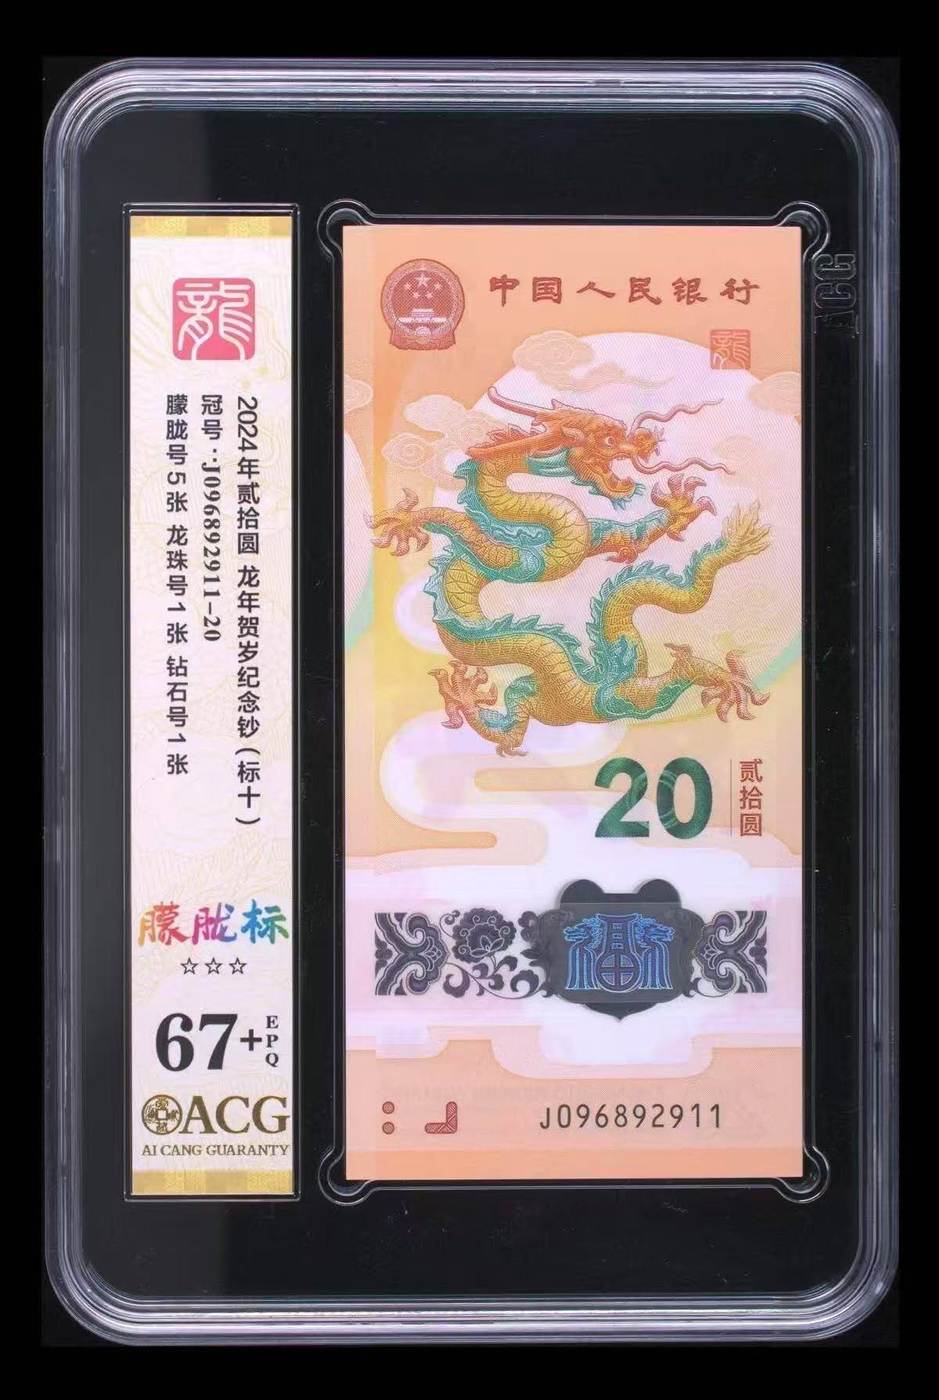 龍
2024年贰拾圆 龙年贺岁纪念钞(标十)
冠号:J096892911-20
朦胧号5张 龙珠号1张 钻石号1张
朦胧标
☆☆☆
67+EPQ
ACG
AI CANG GUARANTY
中国人民银行
龍
20
贰拾圆
福
J096892911
ACG